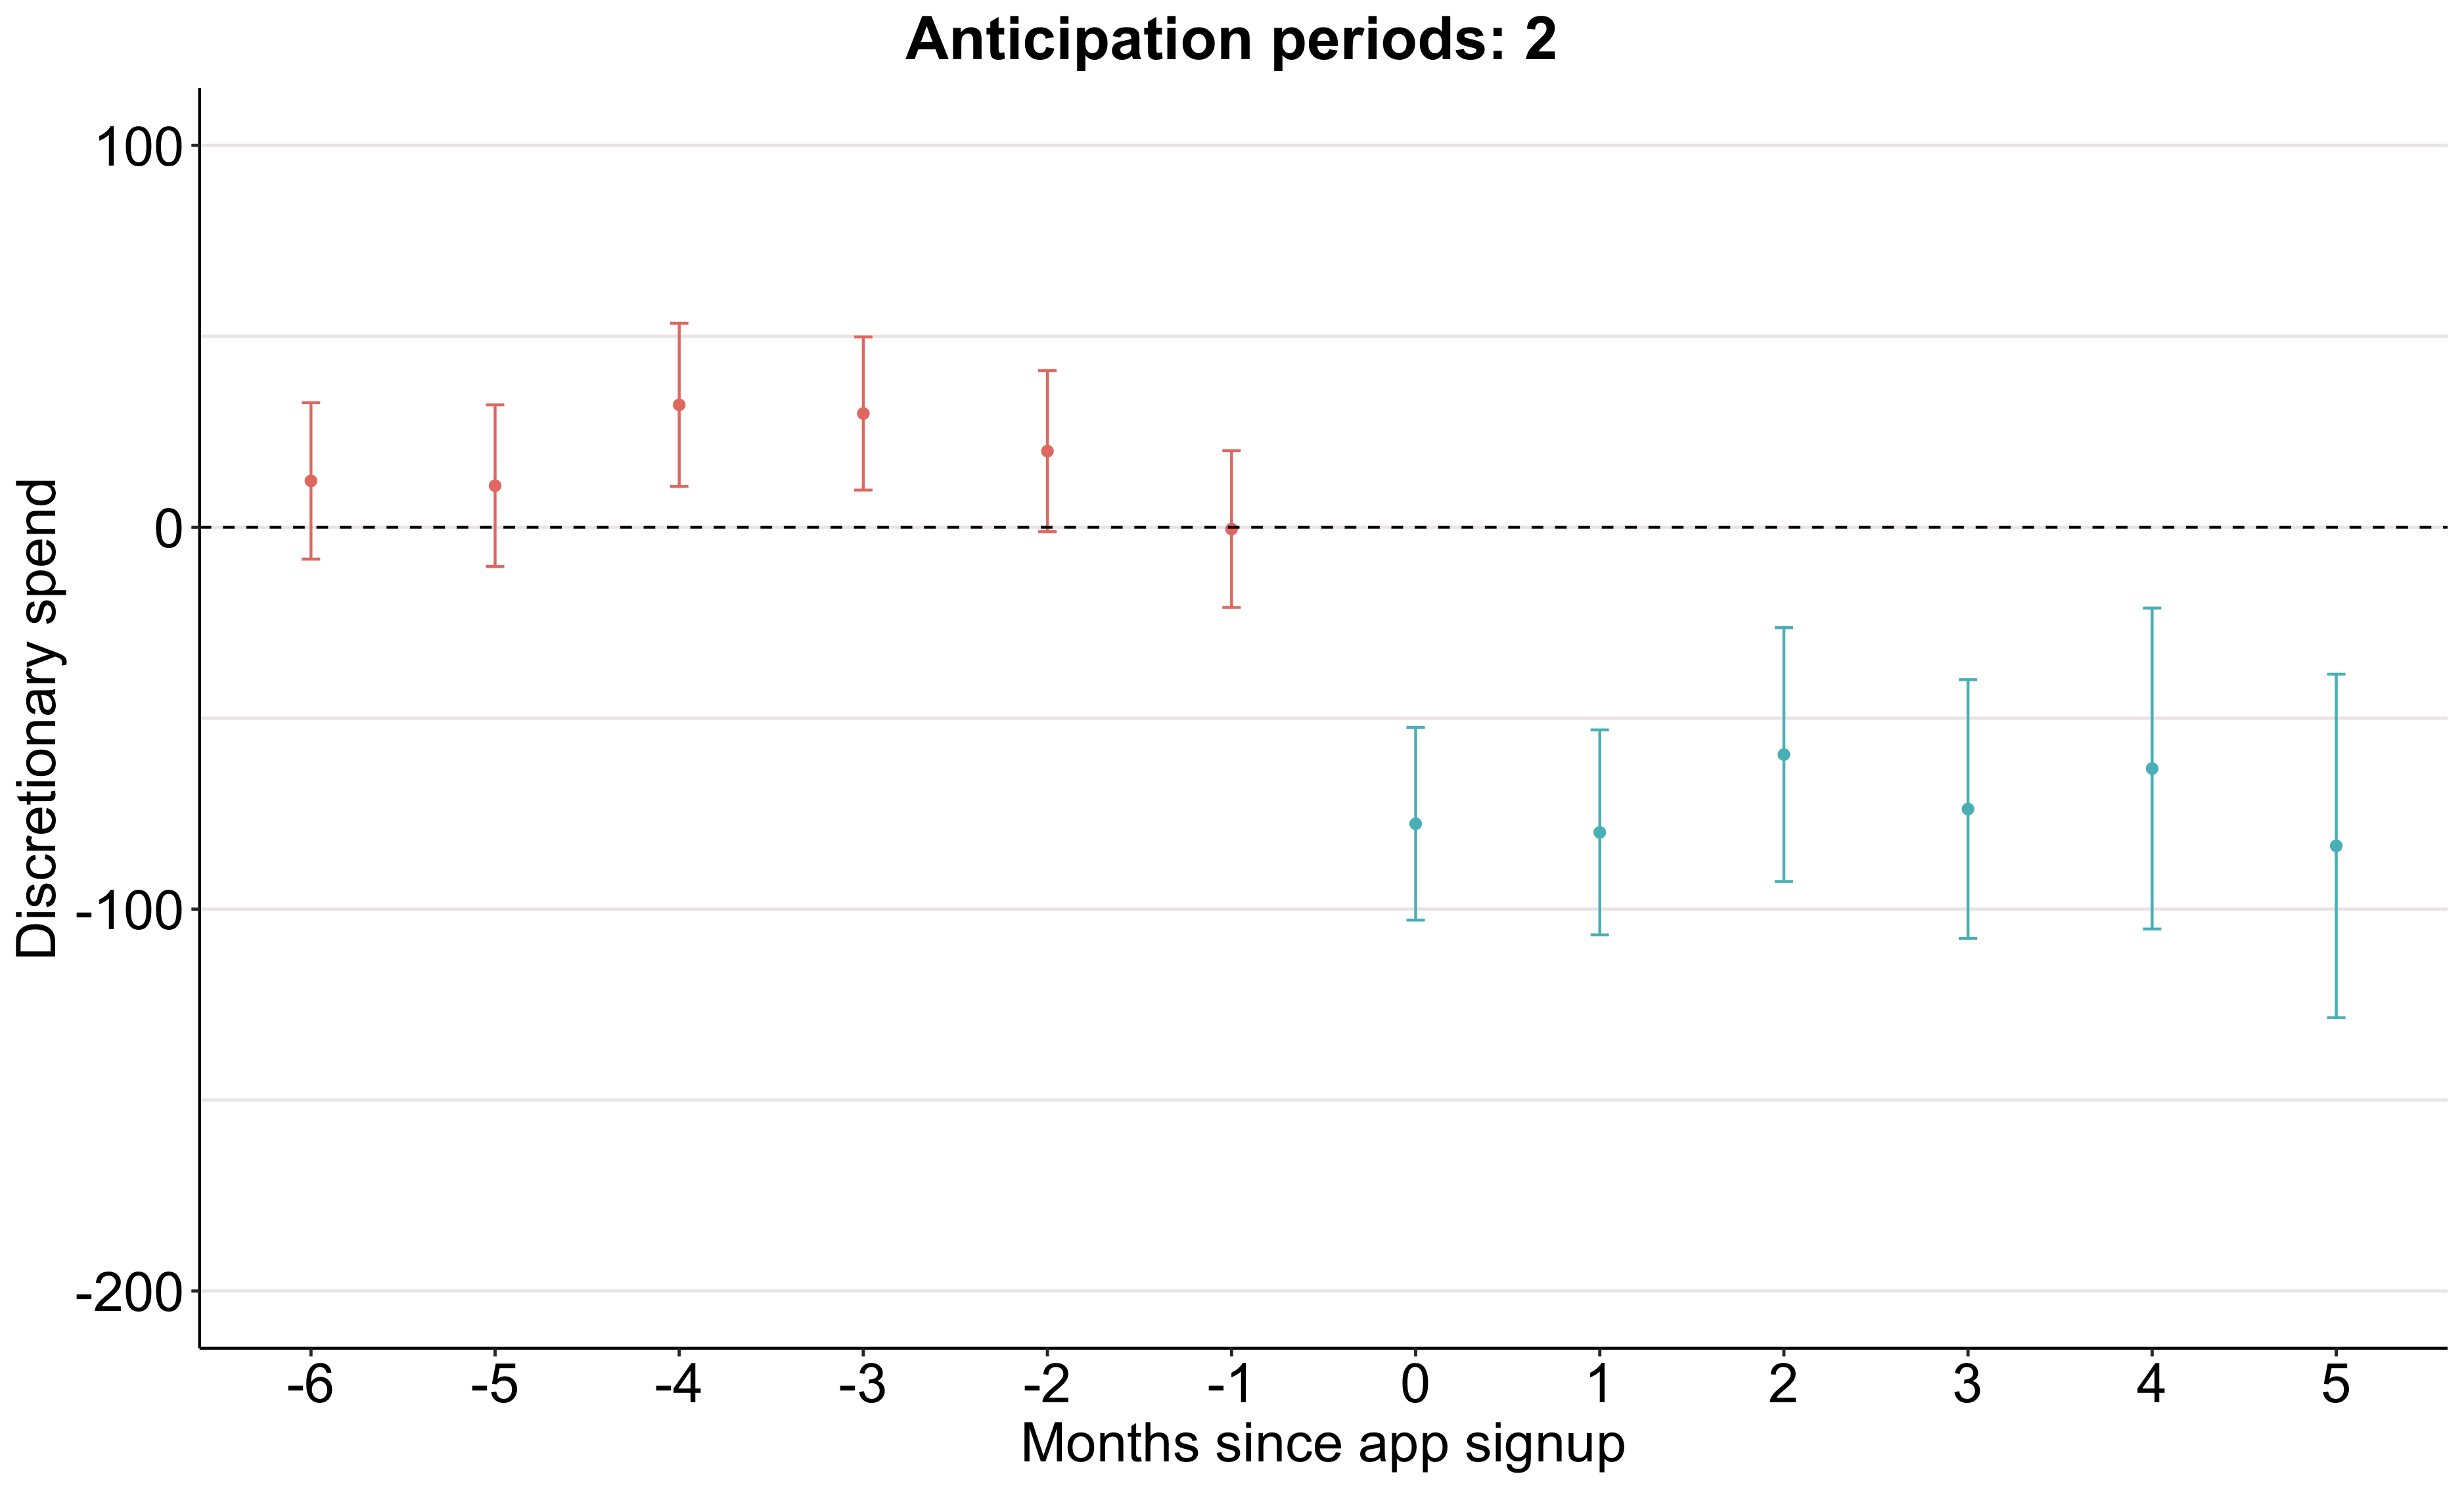 Anticipation periods: 2
Discretionary spend
100
0
-100
-200
-6 -5 -4 -3 -2 -1 0 1 2 3 4 5
Months since app signup